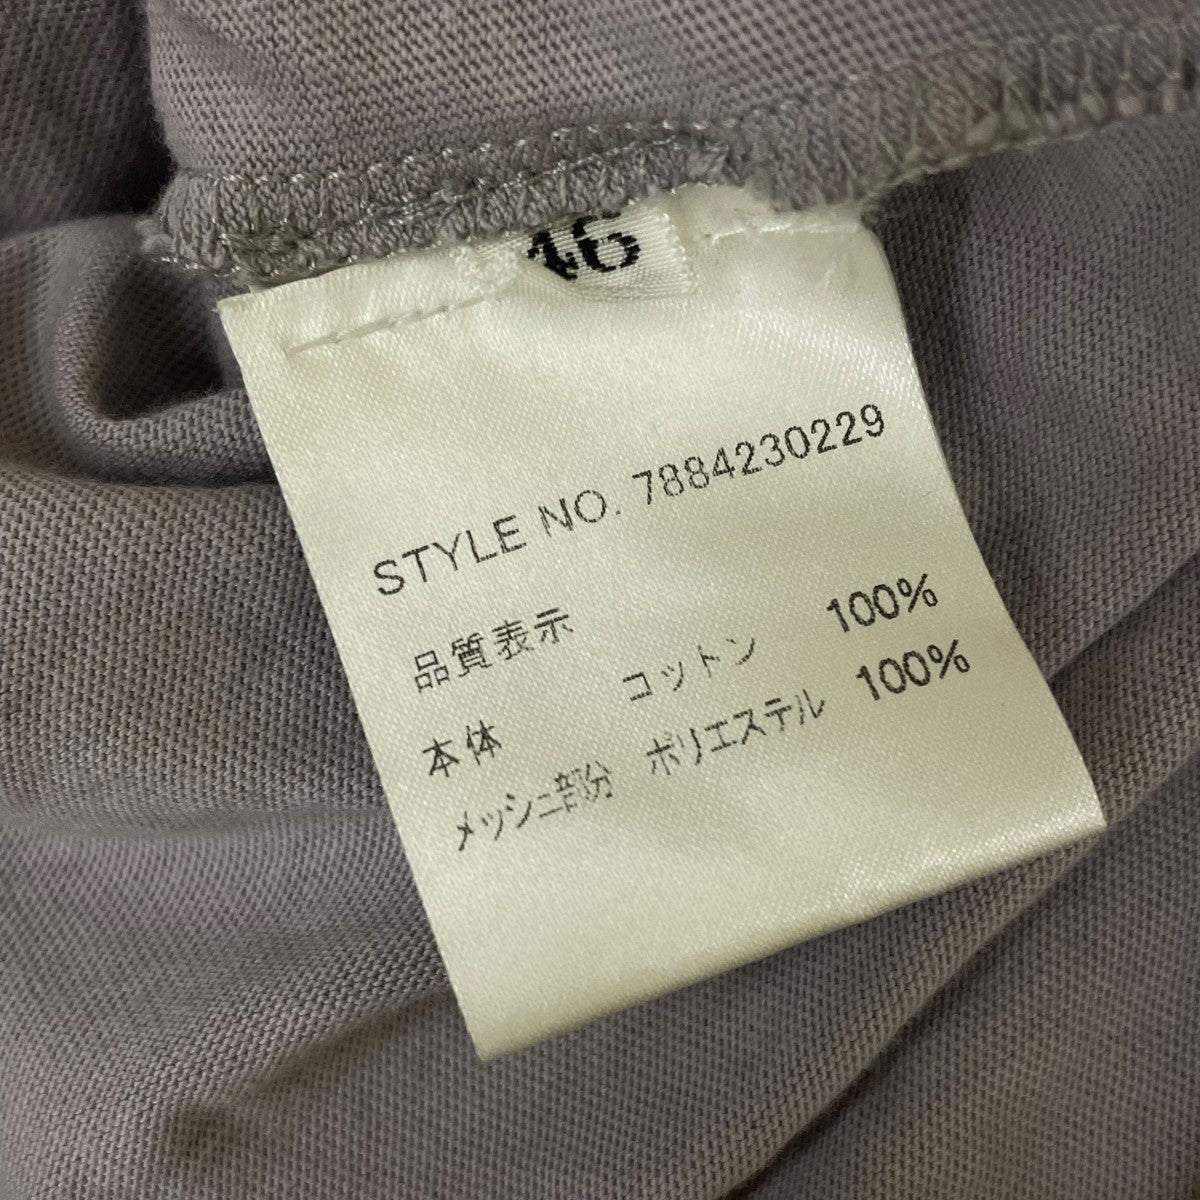 46
STYLE NO. 7884230229
品質表示
本体 コットン 100%
メッシュ部分 ポリエステル 100%